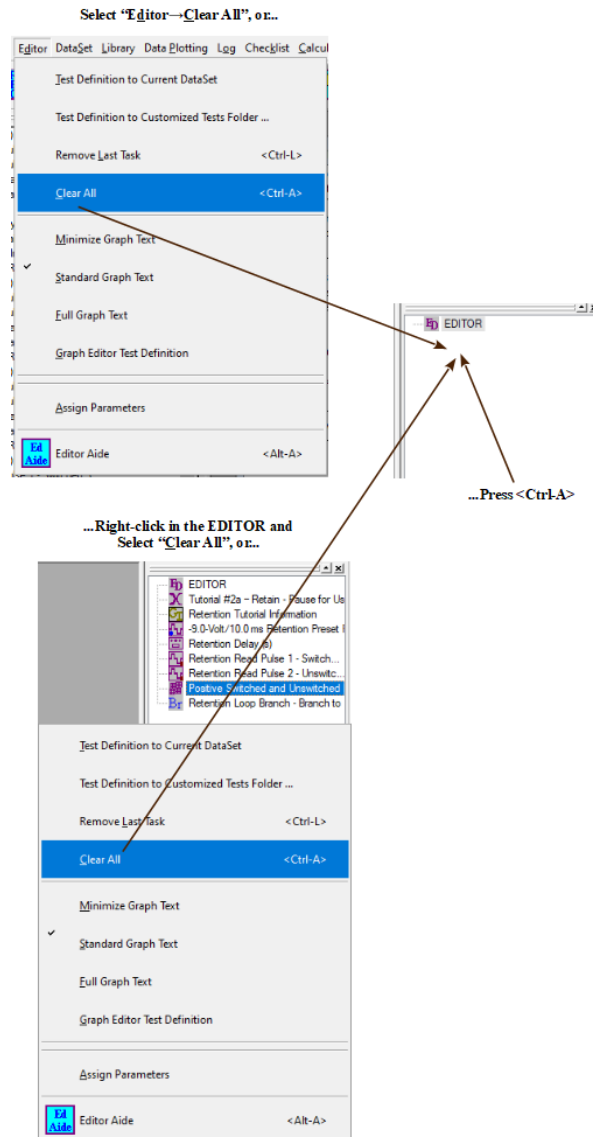 Select “Editor→Clear All”, or...
Editor DataSet Library Data Plotting Log Checklist Calcul
Test Definition to Current DataSet
Test Definition to Customized Tests Folder ...
Remove Last Task <Ctrl-L>
Clear All <Ctrl-A>
Minimize Graph Text
Standard Graph Text
Full Graph Text
Graph Editor Test Definition
Assign Parameters
Ed
Aide
Editor Aide <Alt-A>
ED EDITOR
...Press <Ctrl-A>
...Right-click in the EDITOR and
Select “Clear All”, or...
ED EDITOR
Tutorial #2a – Retain - Pause for Us
GT Retention Tutorial Information
-9.0-Volt/10.0 ms Retention Preset
Retention Delay (s)
Retention Read Pulse 1 - Switch...
Retention Read Pulse 2 - Unswitc...
Positive Switched and Unswitched
Br Retention Loop Branch - Branch to
Test Definition to Current DataSet
Test Definition to Customized Tests Folder ...
Remove Last Task <Ctrl-L>
Clear All <Ctrl-A>
Minimize Graph Text
Standard Graph Text
Full Graph Text
Graph Editor Test Definition
Assign Parameters
Ed
Aide
Editor Aide <Alt-A>